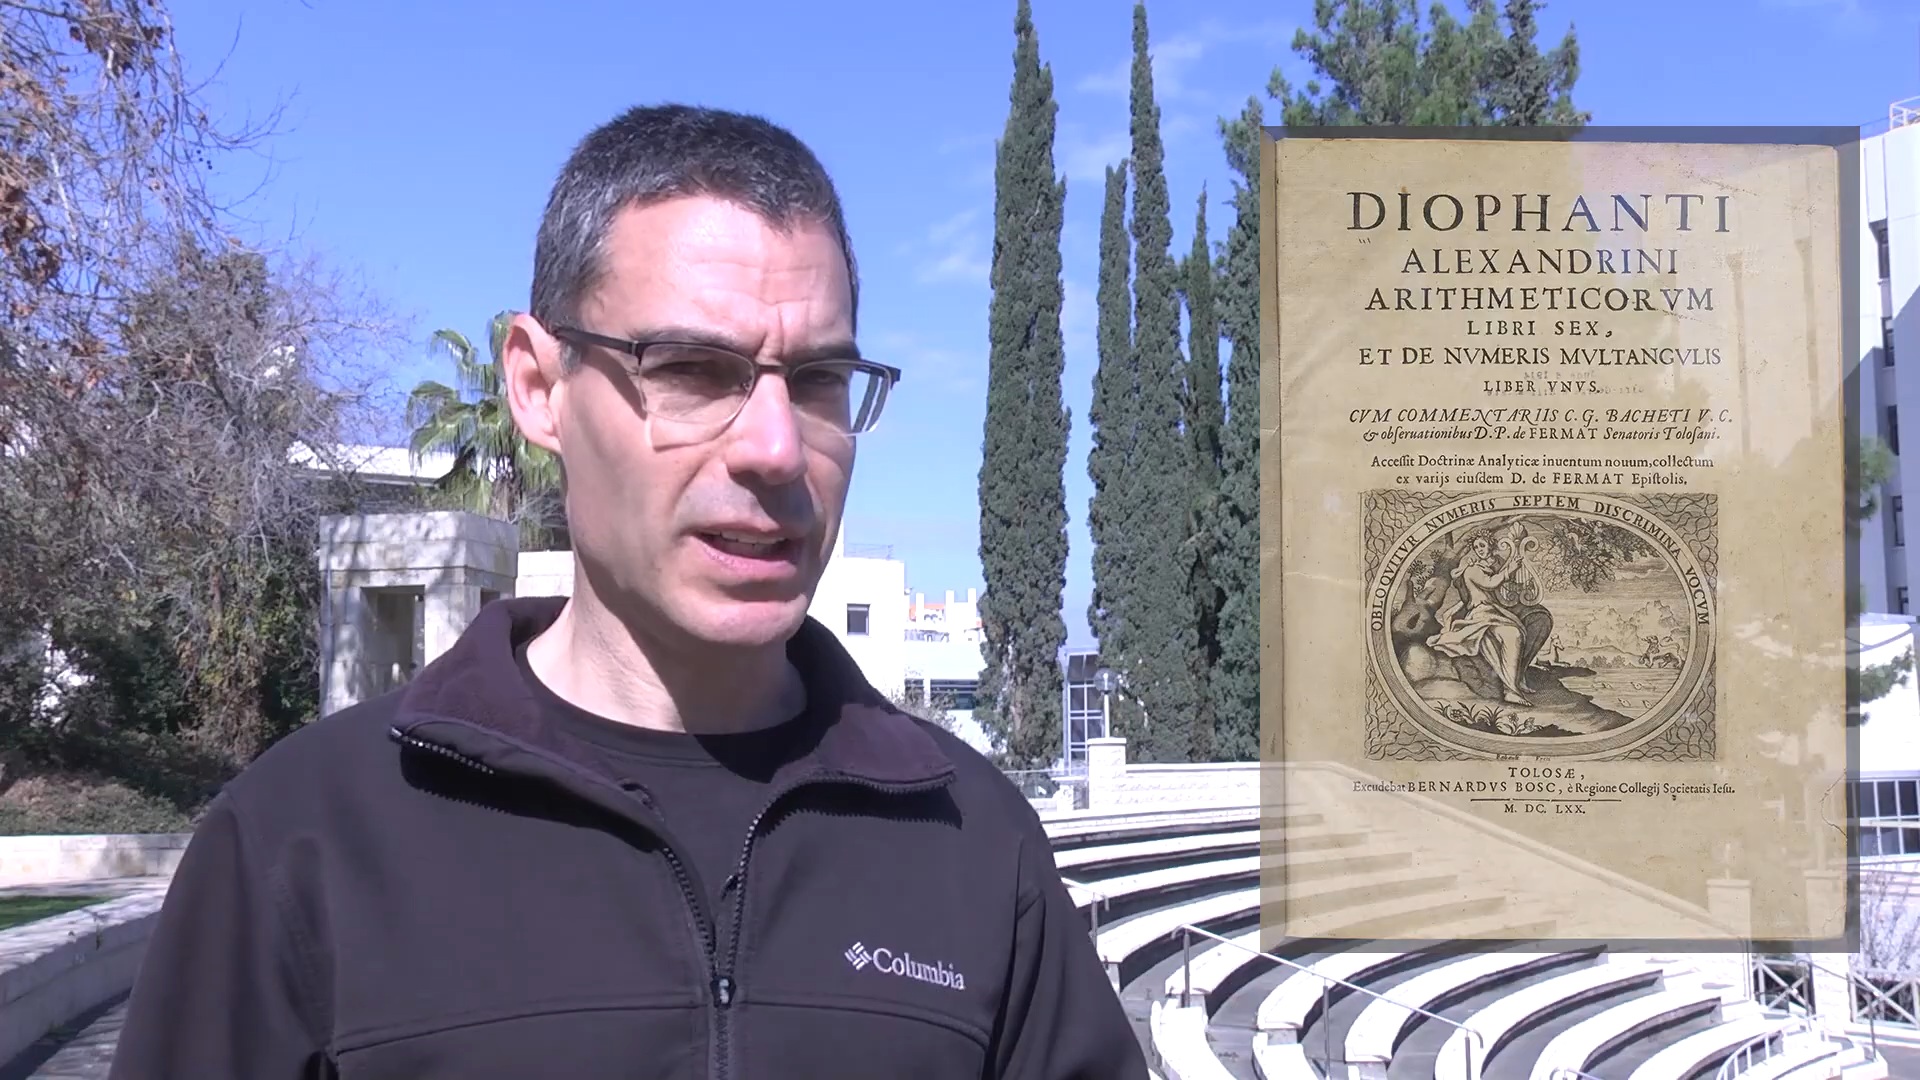 DIOPHANTI
ALEXANDRINI
ARITHMETICORVM
LIBRI SEX,
ET DE NVMERIS MVLTANGVLIS
LIBER VNVS.
CVM COMMENTARIIS C. G. BACHETI V. C.
& obſeruationibus D. P. de FERMAT Senatoris Toloſani.
Acceſſit Doctrinæ Analyticæ inuentum nouum, collectum
ex varijs eiuſdem D. de FERMAT Epiſtolis.
OBLOQVITVR NVMERIS SEPTEM DISCRIMINA VOCVM
TOLOSÆ,
Excudebat BERNARDVS BOSC, è Regione Collegij Societatis Ieſu.
M. DC. LXX.
Columbia